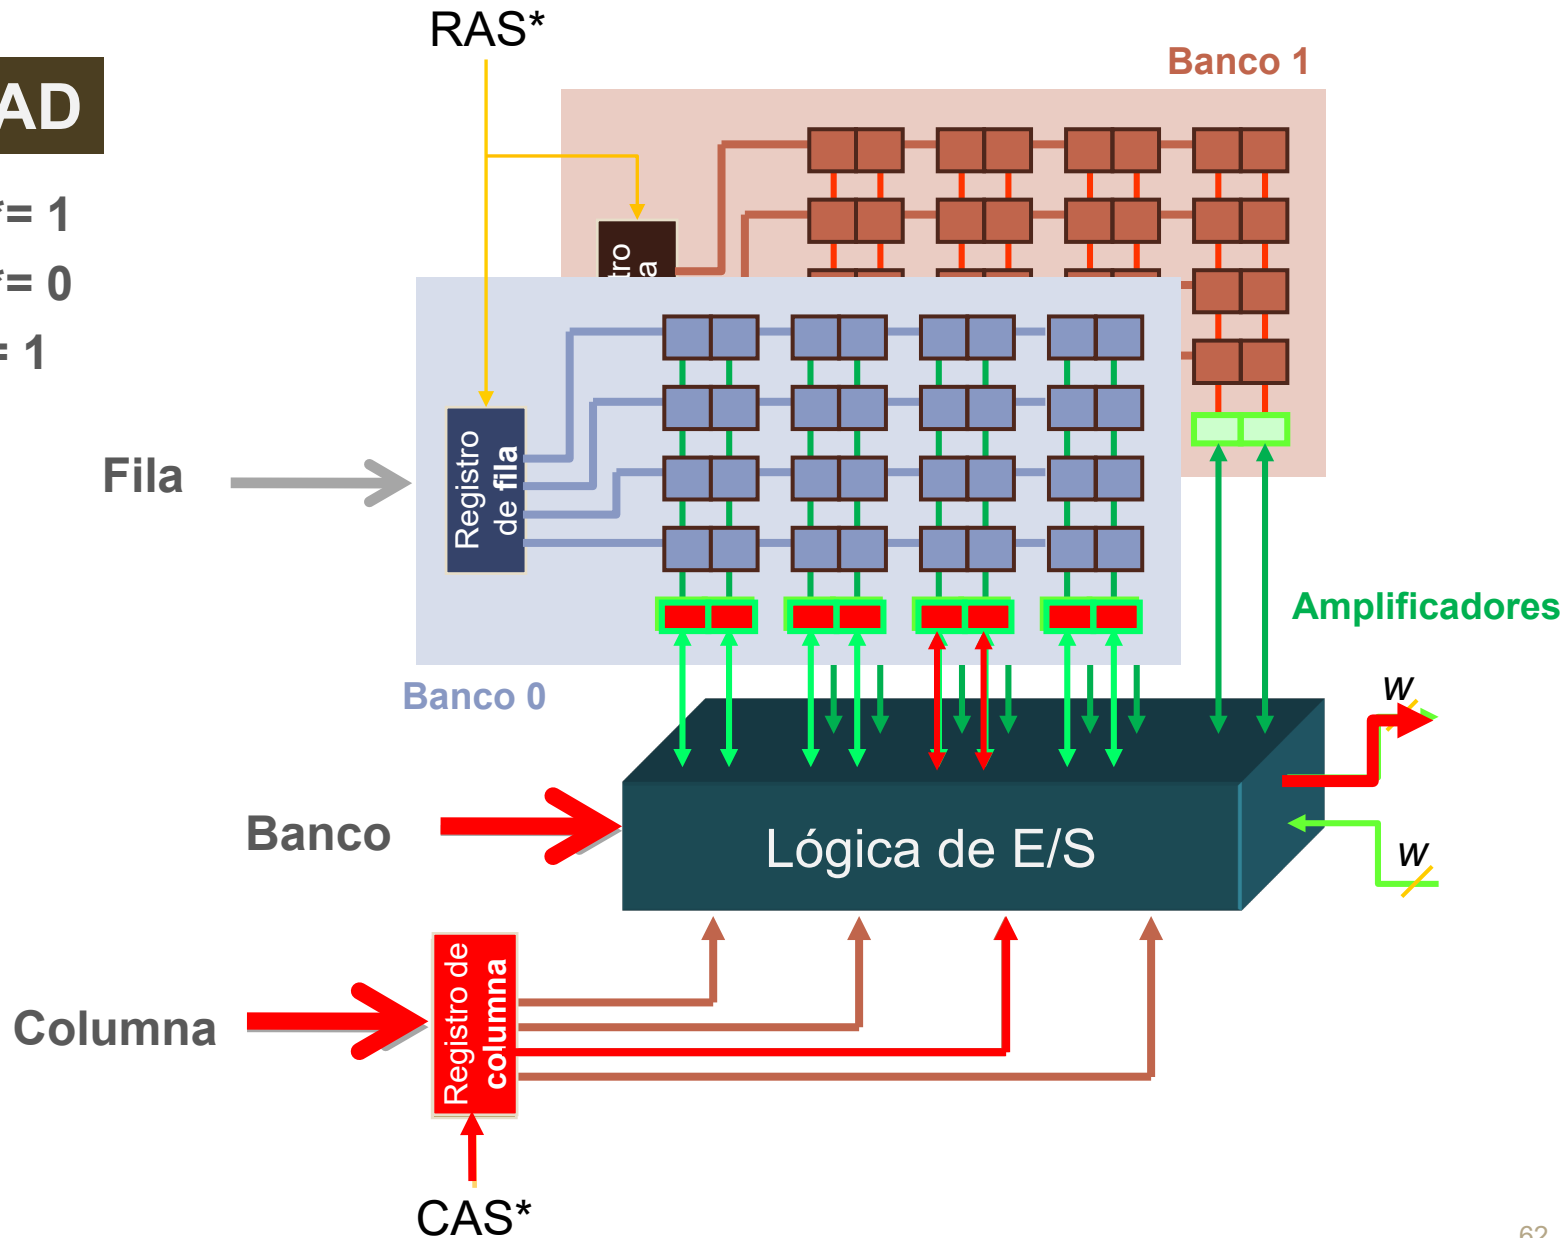 RAS*
Banco 1
AD
*= 1
*= 0
= 1
Fila
Registro
de fila
Amplificadores
Banco 0
w
Banco
Lógica de E/S
w
Columna
Registro de
columna
CAS*
62